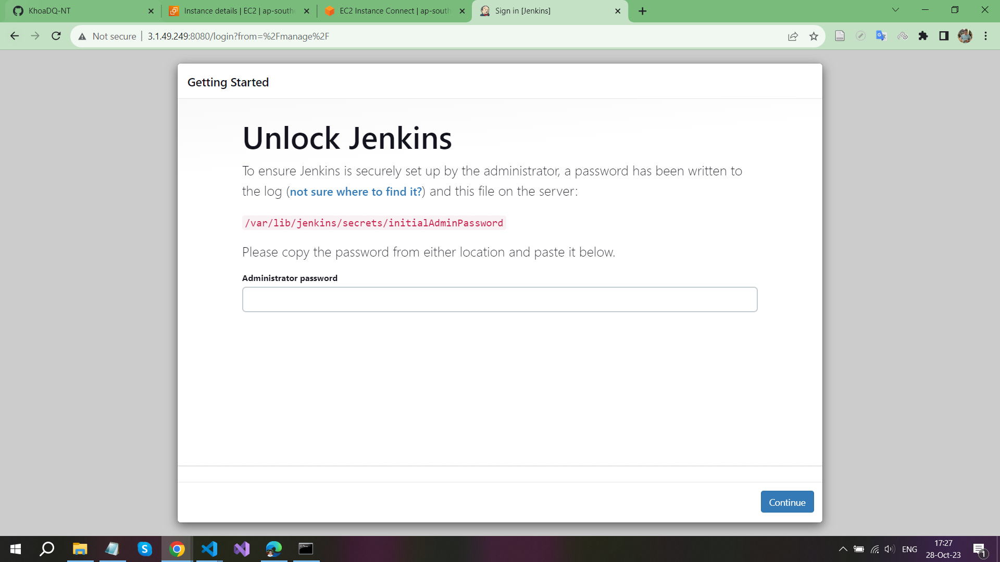 KhoaDQ-NT
Instance details | EC2 | ap-southe
EC2 Instance Connect | ap-south
Sign in [Jenkins]
Not secure
3.1.49.249:8080/login?from=%2Fmanage%2F
Getting Started
Unlock Jenkins
To ensure Jenkins is securely set up by the administrator, a password has been written to
the log (not sure where to find it?) and this file on the server:
/var/lib/jenkins/secrets/initialAdminPassword
Please copy the password from either location and paste it below.
Administrator password
Continue
ENG
17:27
28-Oct-23
1